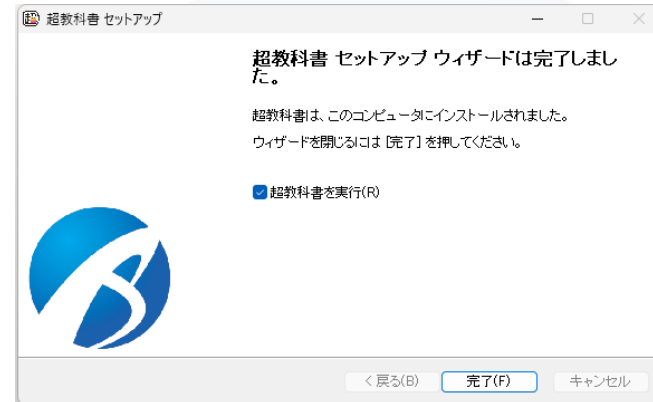 超教科書 セットアップ
超教科書 セットアップ ウィザードは完了しまし
た。
超教科書は、このコンピュータにインストールされました。
ウィザードを閉じるには [完了] を押してください。
超教科書を実行(R)
< 戻る(B) 完了(F) キャンセル